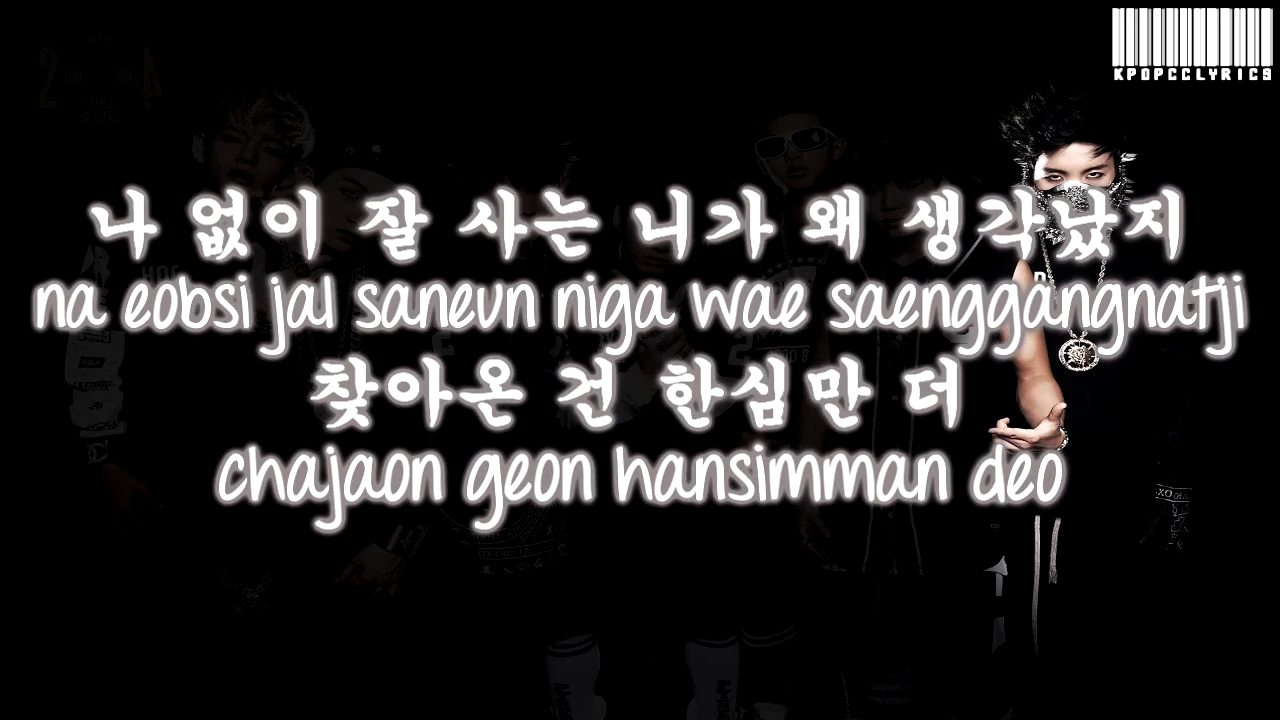 KPOPCCLYRICS
나 없이 잘 사는 니가 왜 생각났지
na eobsi jal saneun niga wae saenggangnatji
찾아온 건 한심만 더
chajaon geon hansimman deo